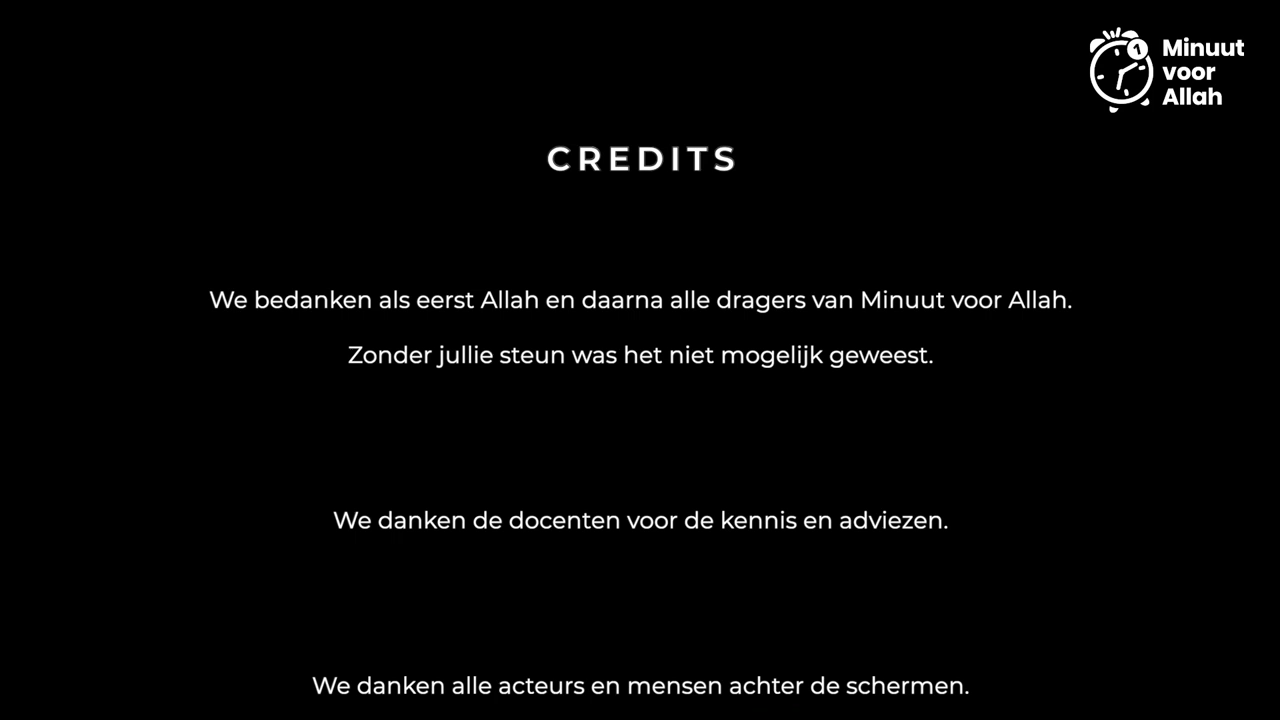 1 Minuut
voor
Allah
CREDITS
We bedanken als eerst Allah en daarna alle dragers van Minuut voor Allah.
Zonder jullie steun was het niet mogelijk geweest.
We danken de docenten voor de kennis en adviezen.
We danken alle acteurs en mensen achter de schermen.